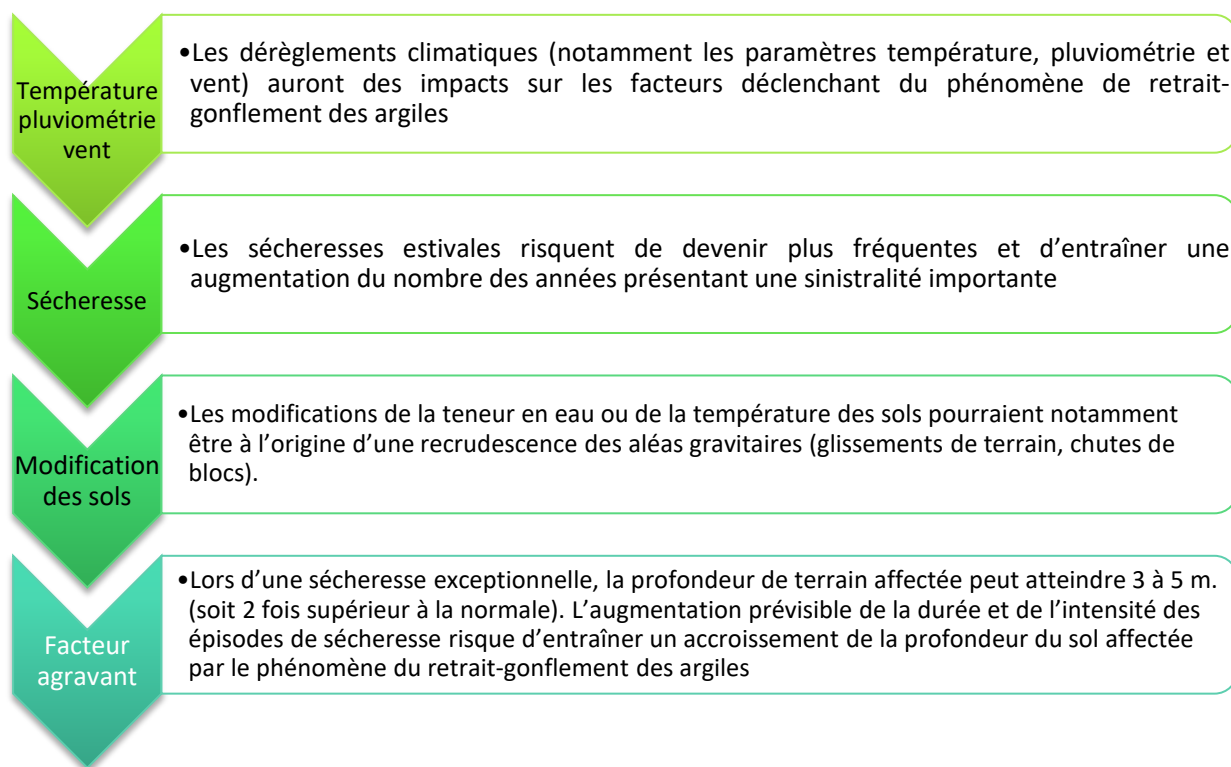 Température
pluviométrie
vent
•Les dérèglements climatiques (notamment les paramètres température, pluviométrie et
vent) auront des impacts sur les facteurs déclenchant du phénomène de retrait-
gonflement des argiles
Sécheresse
•Les sécheresses estivales risquent de devenir plus fréquentes et d’entraîner une
augmentation du nombre des années présentant une sinistralité importante
Modification
des sols
•Les modifications de la teneur en eau ou de la température des sols pourraient notamment
être à l’origine d’une recrudescence des aléas gravitaires (glissements de terrain, chutes de
blocs).
Facteur
agravant
•Lors d’une sécheresse exceptionnelle, la profondeur de terrain affectée peut atteindre 3 à 5 m.
(soit 2 fois supérieur à la normale). L’augmentation prévisible de la durée et de l’intensité des
épisodes de sécheresse risque d’entraîner un accroissement de la profondeur du sol affectée
par le phénomène du retrait-gonflement des argiles